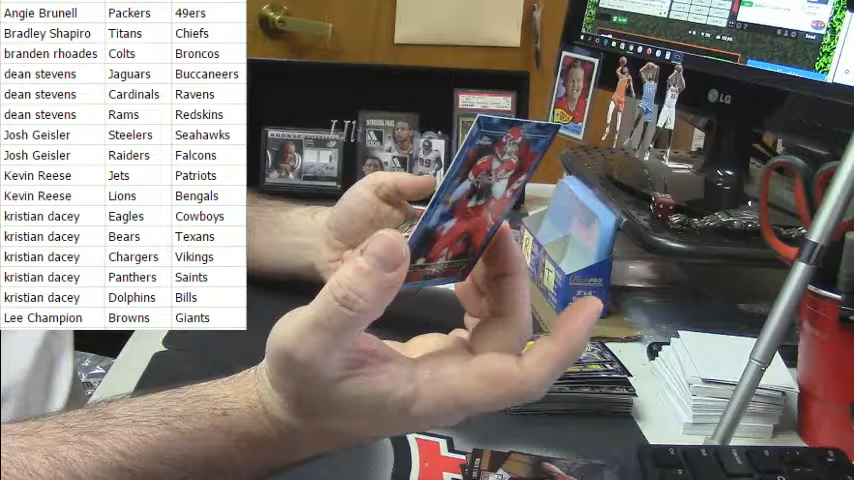 Angie Brunell Packers 49ers
Bradley Shapiro Titans Chiefs
branden rhoades Colts Broncos
dean stevens Jaguars Buccaneers
dean stevens Cardinals Ravens
dean stevens Rams Redskins
Josh Geisler Steelers Seahawks
Josh Geisler Raiders Falcons
Kevin Reese Jets Patriots
Kevin Reese Lions Bengals
kristian dacey Eagles Cowboys
kristian dacey Bears Texans
kristian dacey Chargers Vikings
kristian dacey Panthers Saints
kristian dacey Dolphins Bills
Lee Champion Browns Giants
LG